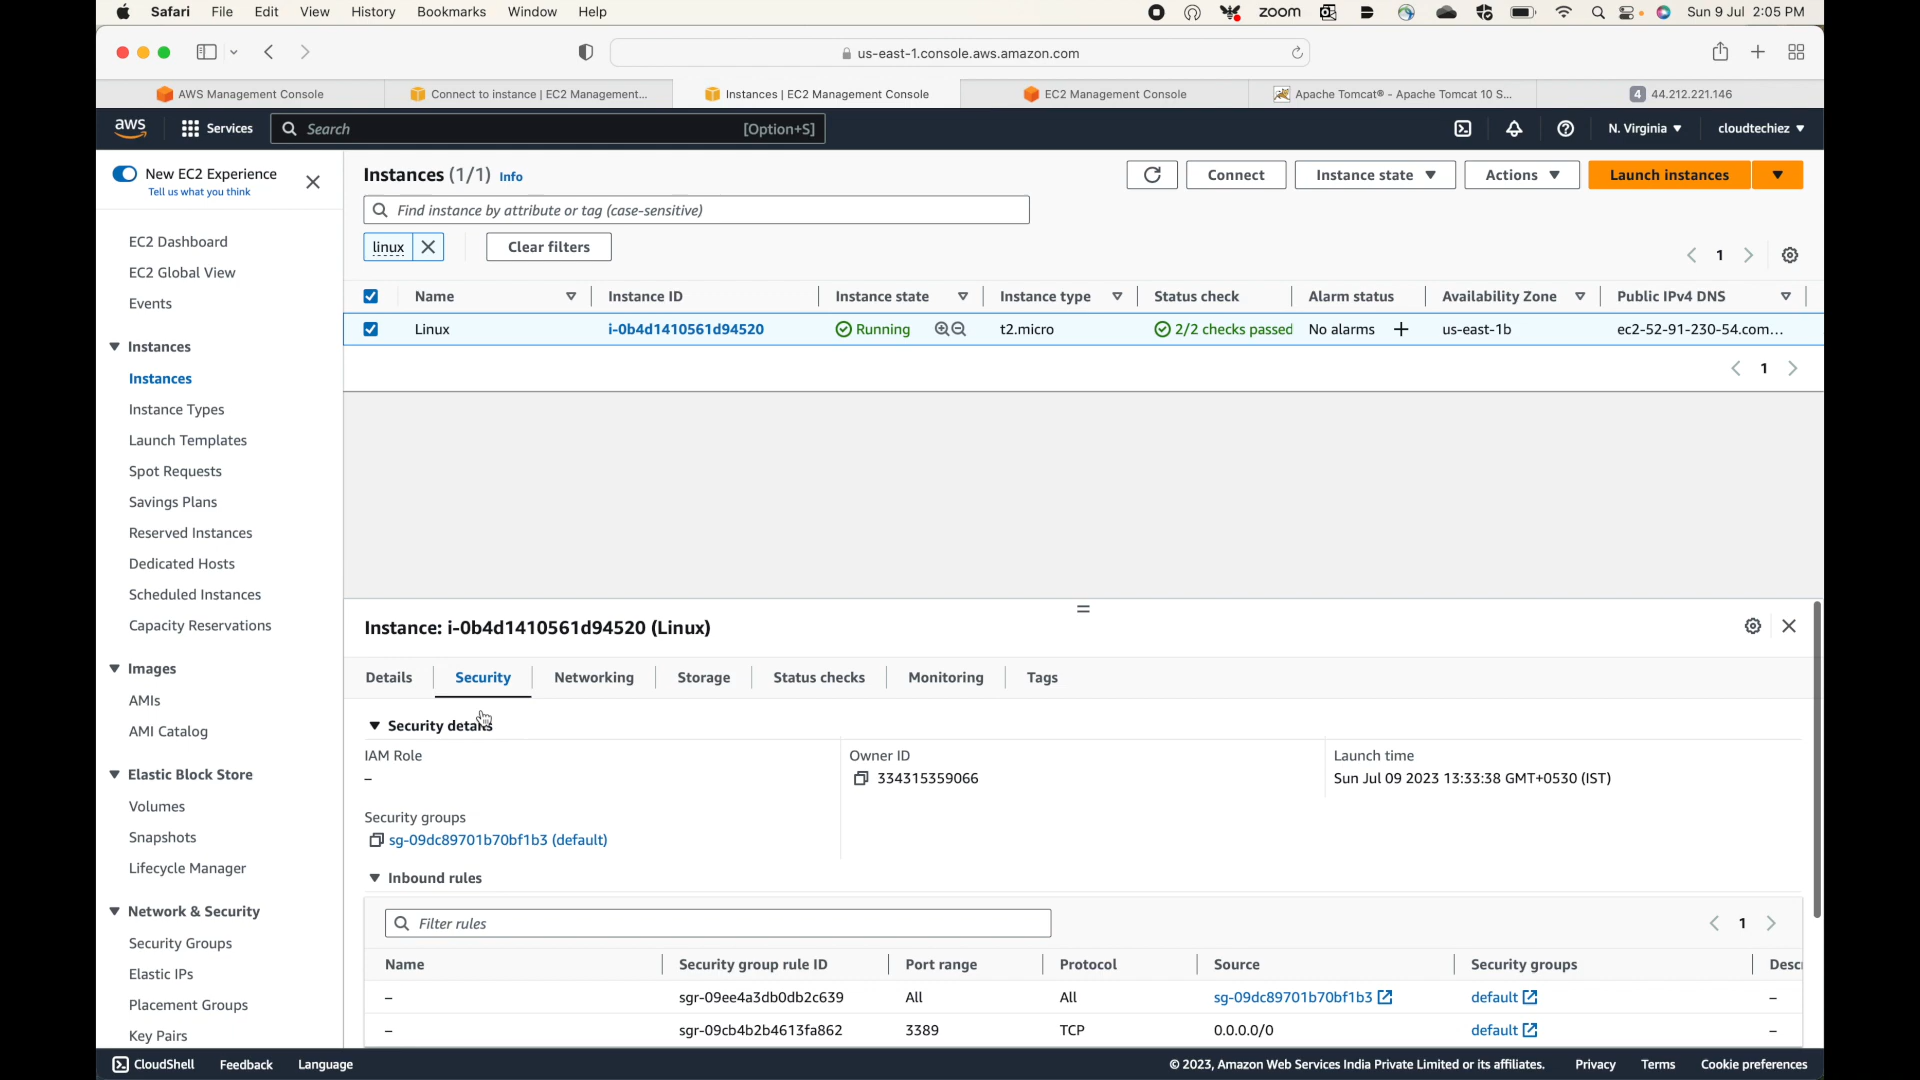 Safari File Edit View History Bookmarks Window Help zoom Sun 9 Jul 2:05 PM
us-east-1.console.aws.amazon.com
AWS Management Console Connect to instance | EC2 Management... Instances | EC2 Management Console EC2 Management Console Apache Tomcat® - Apache Tomcat 10 S... 4 44.212.221.146
aws Services Search [Option+S] N. Virginia cloudtechiez
New EC2 Experience
Tell us what you think
EC2 Dashboard
EC2 Global View
Events
Instances
Instances
Instance Types
Launch Templates
Spot Requests
Savings Plans
Reserved Instances
Dedicated Hosts
Scheduled Instances
Capacity Reservations
Images
AMIs
AMI Catalog
Elastic Block Store
Volumes
Snapshots
Lifecycle Manager
Network & Security
Security Groups
Elastic IPs
Placement Groups
Key Pairs
Instances (1/1) Info Connect Instance state Actions Launch instances
Find instance by attribute or tag (case-sensitive)
linux Clear filters 1
Name Instance ID Instance state Instance type Status check Alarm status Availability Zone Public IPv4 DNS
Linux i-0b4d1410561d94520 Running t2.micro 2/2 checks passed No alarms us-east-1b ec2-52-91-230-54.com...
1
Instance: i-0b4d1410561d94520 (Linux)
Details Security Networking Storage Status checks Monitoring Tags
Security details
IAM Role Owner ID Launch time
– 334315359066 Sun Jul 09 2023 13:33:38 GMT+0530 (IST)
Security groups
sg-09dc89701b70bf1b3 (default)
Inbound rules
Filter rules 1
Name Security group rule ID Port range Protocol Source Security groups Desc
– sgr-09ee4a3db0db2c639 All All sg-09dc89701b70bf1b3 default –
– sgr-09cb4b2b4613fa862 3389 TCP 0.0.0.0/0 default –
CloudShell Feedback Language © 2023, Amazon Web Services India Private Limited or its affiliates. Privacy Terms Cookie preferences